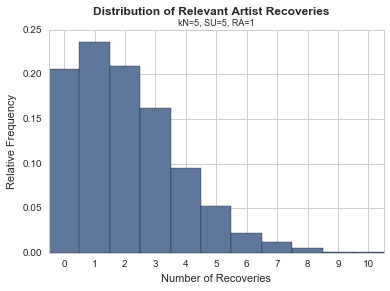 Distribution of Relevant Artist Recoveries
kN=5, SU=5, RA=1
0.25
0.20
0.15
0.10
0.05
0.00
Relative Frequency
0 1 2 3 4 5 6 7 8 9 10
Number of Recoveries